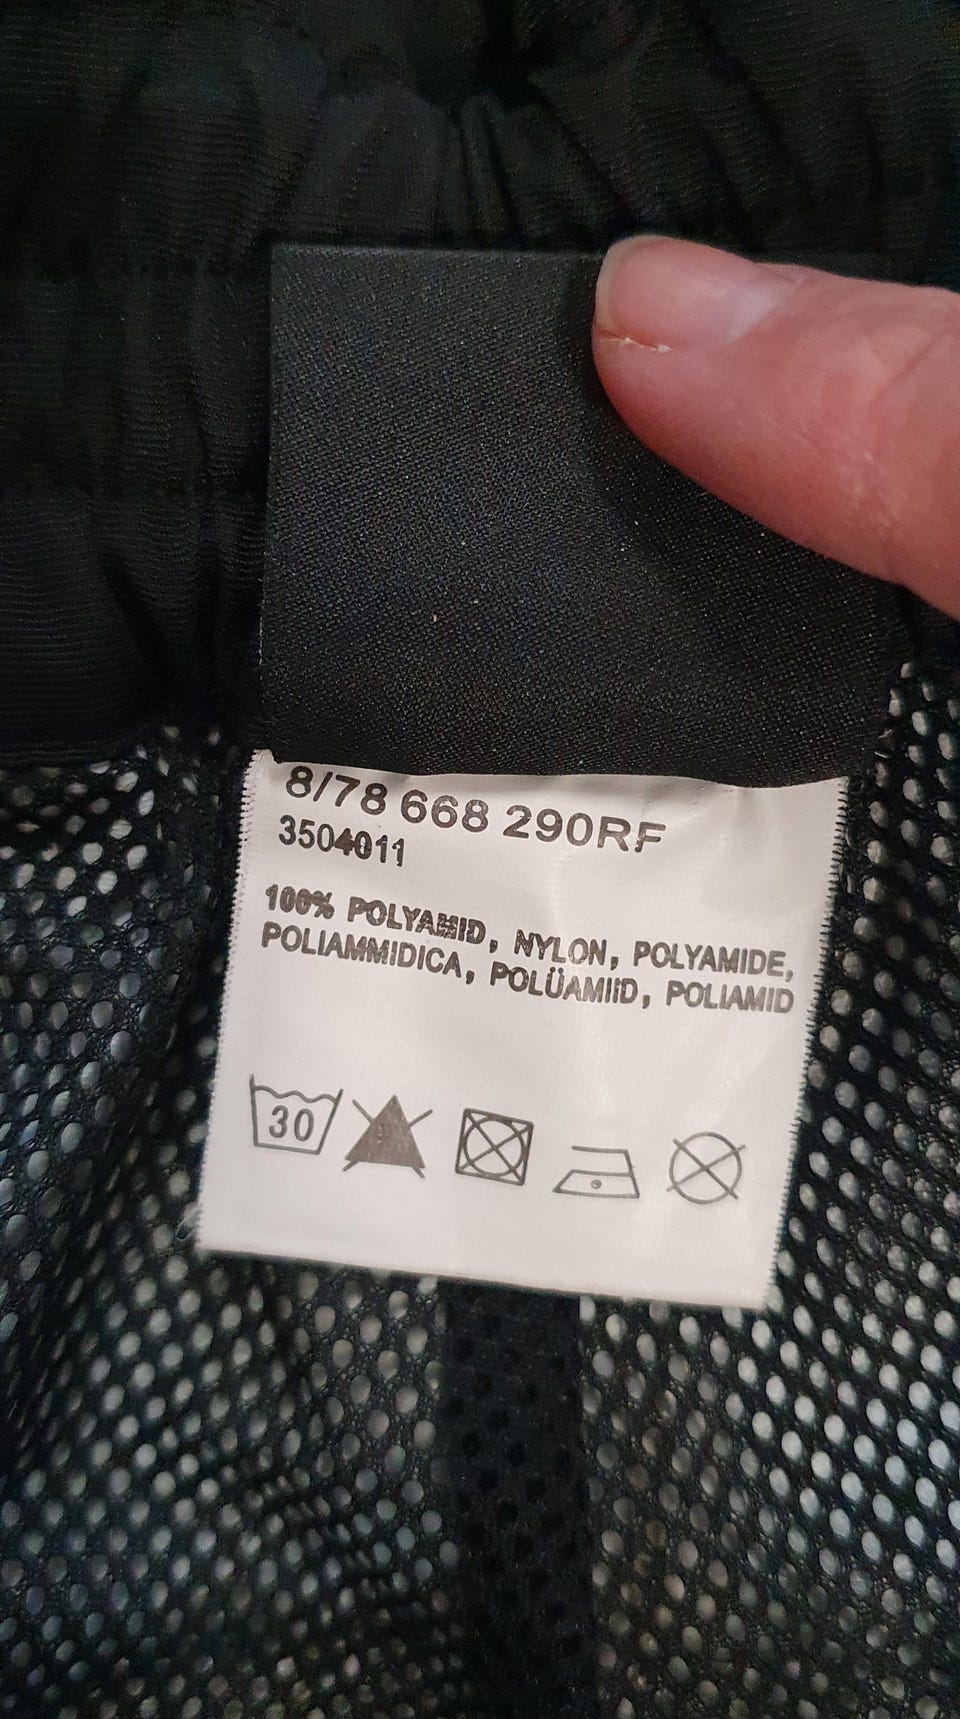 8/78 668 290RF
3504011
100% POLYAMID, NYLON, POLYAMIDE,
POLIAMMIDICA, POLÜAMIID, POLIAMID
30